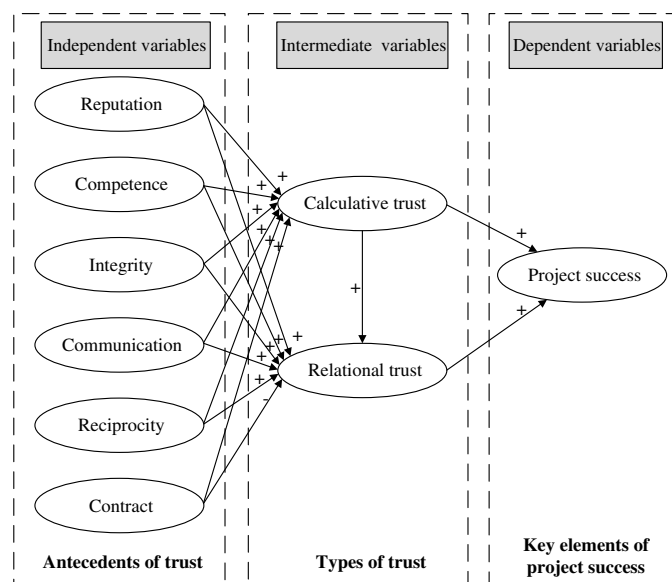 Independent variables
Intermediate variables
Dependent variables
Reputation
Competence
Integrity
Communication
Reciprocity
Contract
+
+
+
+
+
+
Calculative trust
+
+
+
+
+
+
-
Relational trust
+
+
Project success
Antecedents of trust
Types of trust
Key elements of
project success